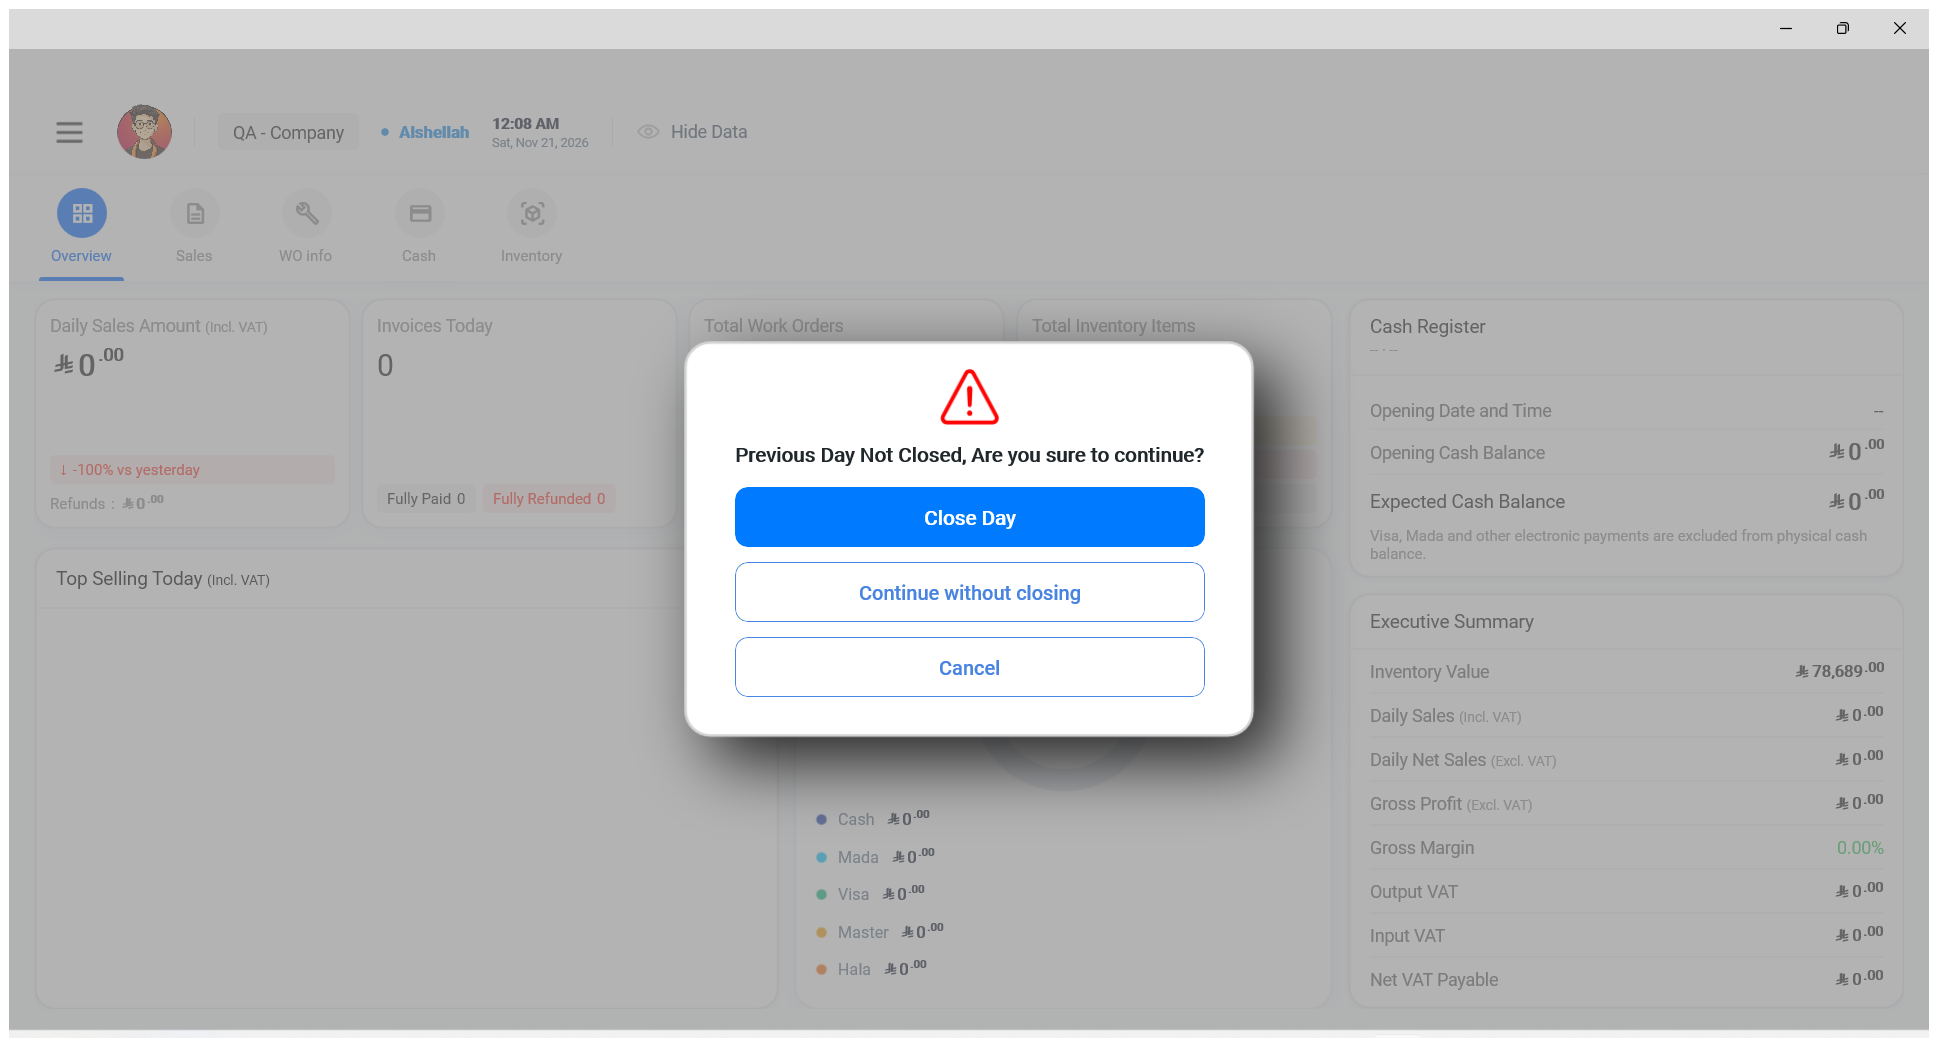 QA - Company
Alshellah
12:08 AM
Sat, Nov 21, 2026
Hide Data
Overview
Sales
WO info
Cash
Inventory
Daily Sales Amount (Incl. VAT)
⃁ 0.00
↓ -100% vs yesterday
Refunds : ⃁ 0.00
Invoices Today
0
Fully Paid 0
Fully Refunded 0
Total Work Orders
Total Inventory Items
Previous Day Not Closed, Are you sure to continue?
Close Day
Continue without closing
Cancel
Top Selling Today (Incl. VAT)
Cash ⃁ 0.00
Mada ⃁ 0.00
Visa ⃁ 0.00
Master ⃁ 0.00
Hala ⃁ 0.00
Cash Register
-- · --
Opening Date and Time --
Opening Cash Balance ⃁ 0.00
Expected Cash Balance ⃁ 0.00
Visa, Mada and other electronic payments are excluded from physical cash
balance.
Executive Summary
Inventory Value ⃁ 78,689.00
Daily Sales (Incl. VAT) ⃁ 0.00
Daily Net Sales (Excl. VAT) ⃁ 0.00
Gross Profit (Excl. VAT) ⃁ 0.00
Gross Margin 0.00%
Output VAT ⃁ 0.00
Input VAT ⃁ 0.00
Net VAT Payable ⃁ 0.00